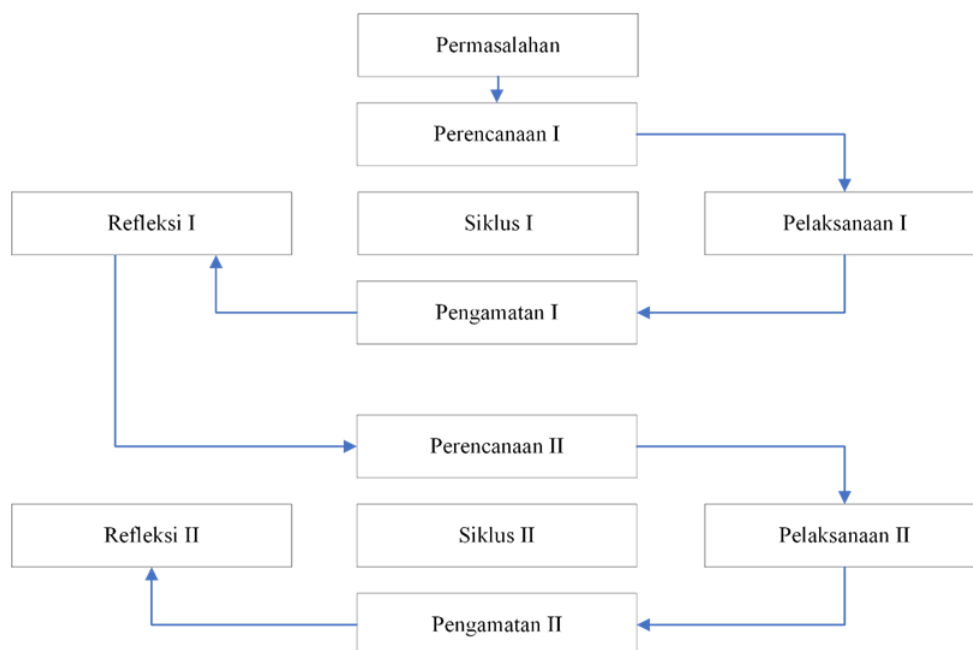 Permasalahan
Perencanaan I
Refleksi I
Siklus I
Pelaksanaan I
Pengamatan I
Perencanaan II
Refleksi II
Siklus II
Pelaksanaan II
Pengamatan II